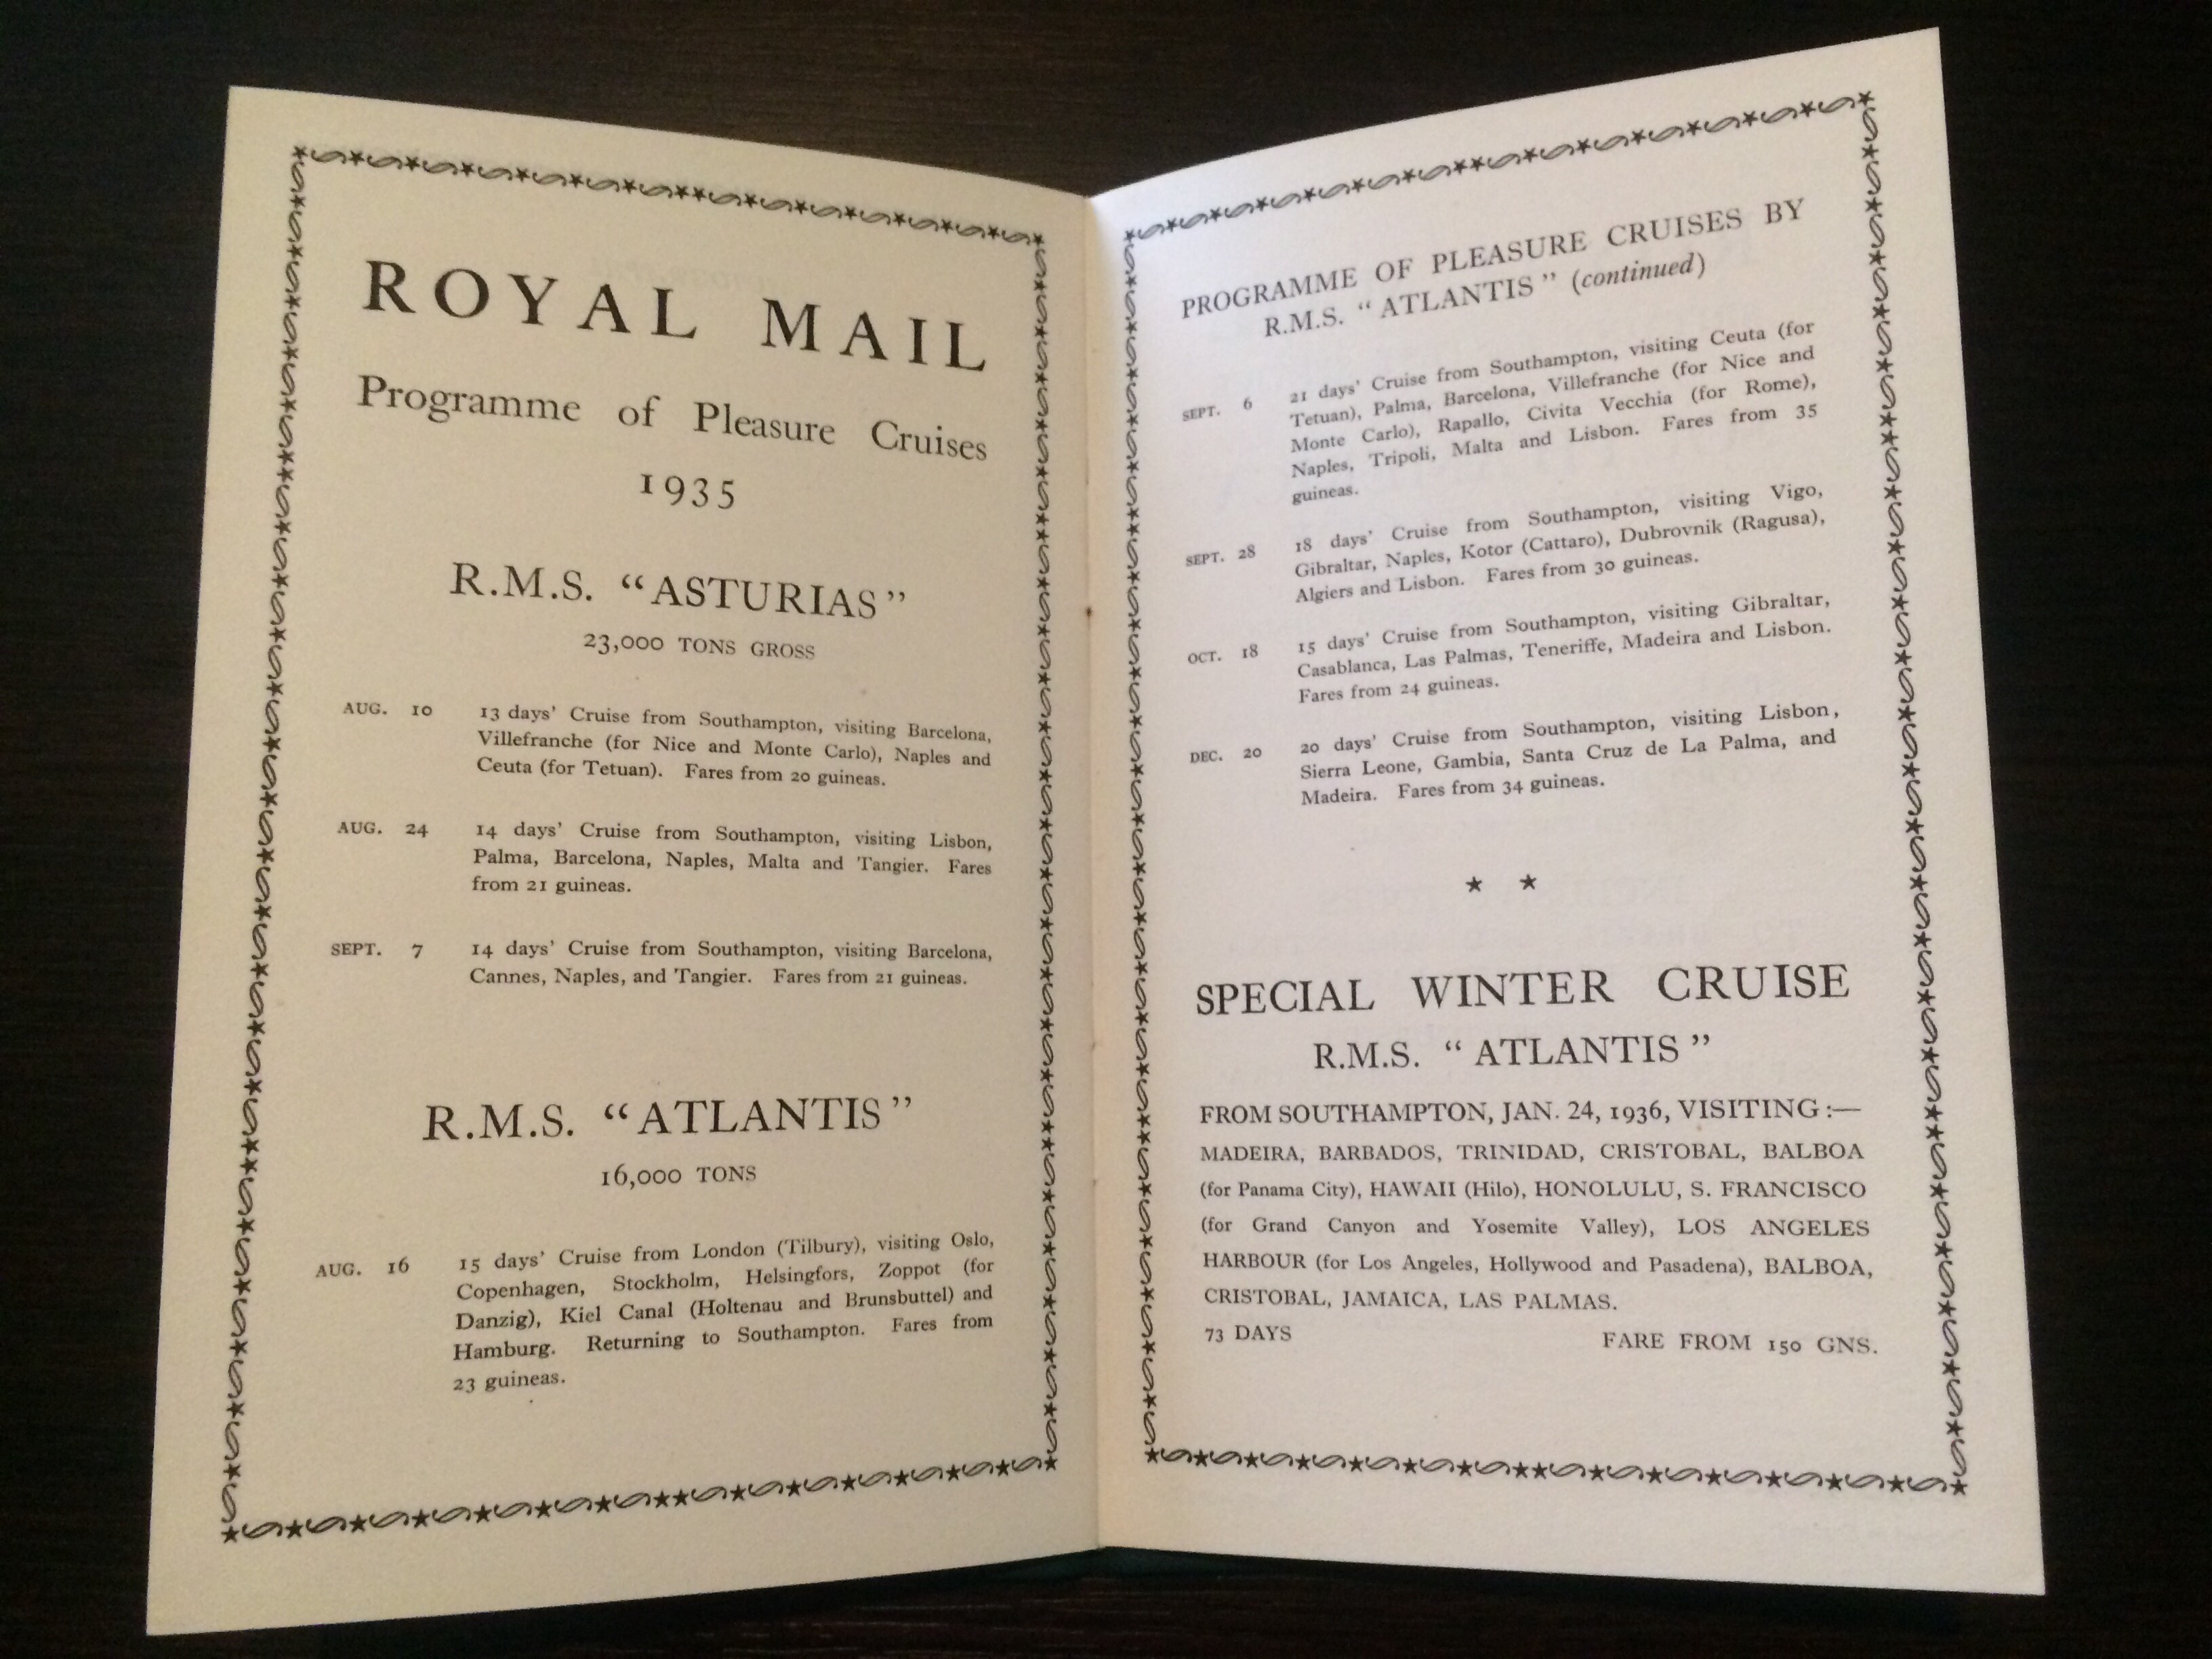 ROYAL MAIL
Programme of Pleasure Cruises
1935
R.M.S. “ASTURIAS”
23,000 TONS GROSS
AUG. 10 13 days’ Cruise from Southampton, visiting Barcelona,
Villefranche (for Nice and Monte Carlo), Naples and
Ceuta (for Tetuan). Fares from 20 guineas.
AUG. 24 14 days’ Cruise from Southampton, visiting Lisbon,
Palma, Barcelona, Naples, Malta and Tangier. Fares
from 21 guineas.
SEPT. 7 14 days’ Cruise from Southampton, visiting Barcelona,
Cannes, Naples, and Tangier. Fares from 21 guineas.
R.M.S. “ATLANTIS”
16,000 TONS
AUG. 16 15 days’ Cruise from London (Tilbury), visiting Oslo,
Copenhagen, Stockholm, Helsingfors, Zoppot (for
Danzig), Kiel Canal (Holtenau and Brunsbuttel) and
Hamburg. Returning to Southampton. Fares from
23 guineas.
PROGRAMME OF PLEASURE CRUISES BY
R.M.S. “ATLANTIS” (continued)
SEPT. 6 21 days’ Cruise from Southampton, visiting Ceuta (for
Tetuan), Palma, Barcelona, Villefranche (for Nice and
Monte Carlo), Rapallo, Civita Vecchia (for Rome),
Naples, Tripoli, Malta and Lisbon. Fares from 35
guineas.
SEPT. 28 18 days’ Cruise from Southampton, visiting Vigo,
Gibraltar, Naples, Kotor (Cattaro), Dubrovnik (Ragusa),
Algiers and Lisbon. Fares from 30 guineas.
OCT. 18 15 days’ Cruise from Southampton, visiting Gibraltar,
Casablanca, Las Palmas, Teneriffe, Madeira and Lisbon.
Fares from 24 guineas.
DEC. 20 20 days’ Cruise from Southampton, visiting Lisbon,
Sierra Leone, Gambia, Santa Cruz de La Palma, and
Madeira. Fares from 34 guineas.
SPECIAL WINTER CRUISE
R.M.S. “ATLANTIS”
FROM SOUTHAMPTON, JAN. 24, 1936, VISITING :—
MADEIRA, BARBADOS, TRINIDAD, CRISTOBAL, BALBOA
(for Panama City), HAWAII (Hilo), HONOLULU, S. FRANCISCO
(for Grand Canyon and Yosemite Valley), LOS ANGELES
HARBOUR (for Los Angeles, Hollywood and Pasadena), BALBOA,
CRISTOBAL, JAMAICA, LAS PALMAS.
73 DAYS FARE FROM 150 GNS.